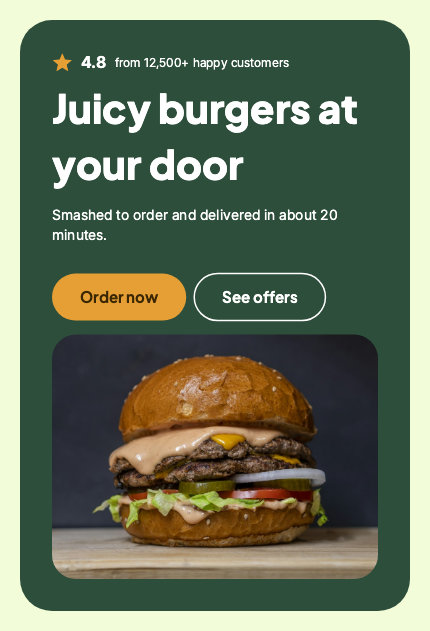 4.8 from 12,500+ happy customers
Juicy burgers at
your door
Smashed to order and delivered in about 20
minutes.
Order now See offers